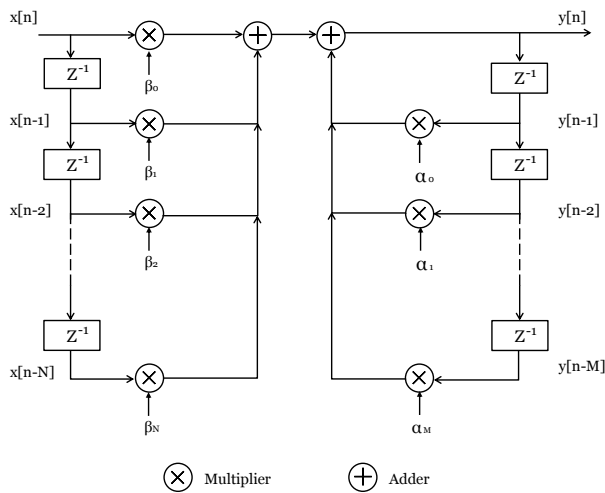 x[n] y[n]
Z⁻¹ Z⁻¹
β₀
x[n-1] y[n-1]
Z⁻¹ Z⁻¹
β₁ α₀
x[n-2] y[n-2]
β₂ α₁
Z⁻¹ Z⁻¹
x[n-N] y[n-M]
βN αM
Multiplier Adder